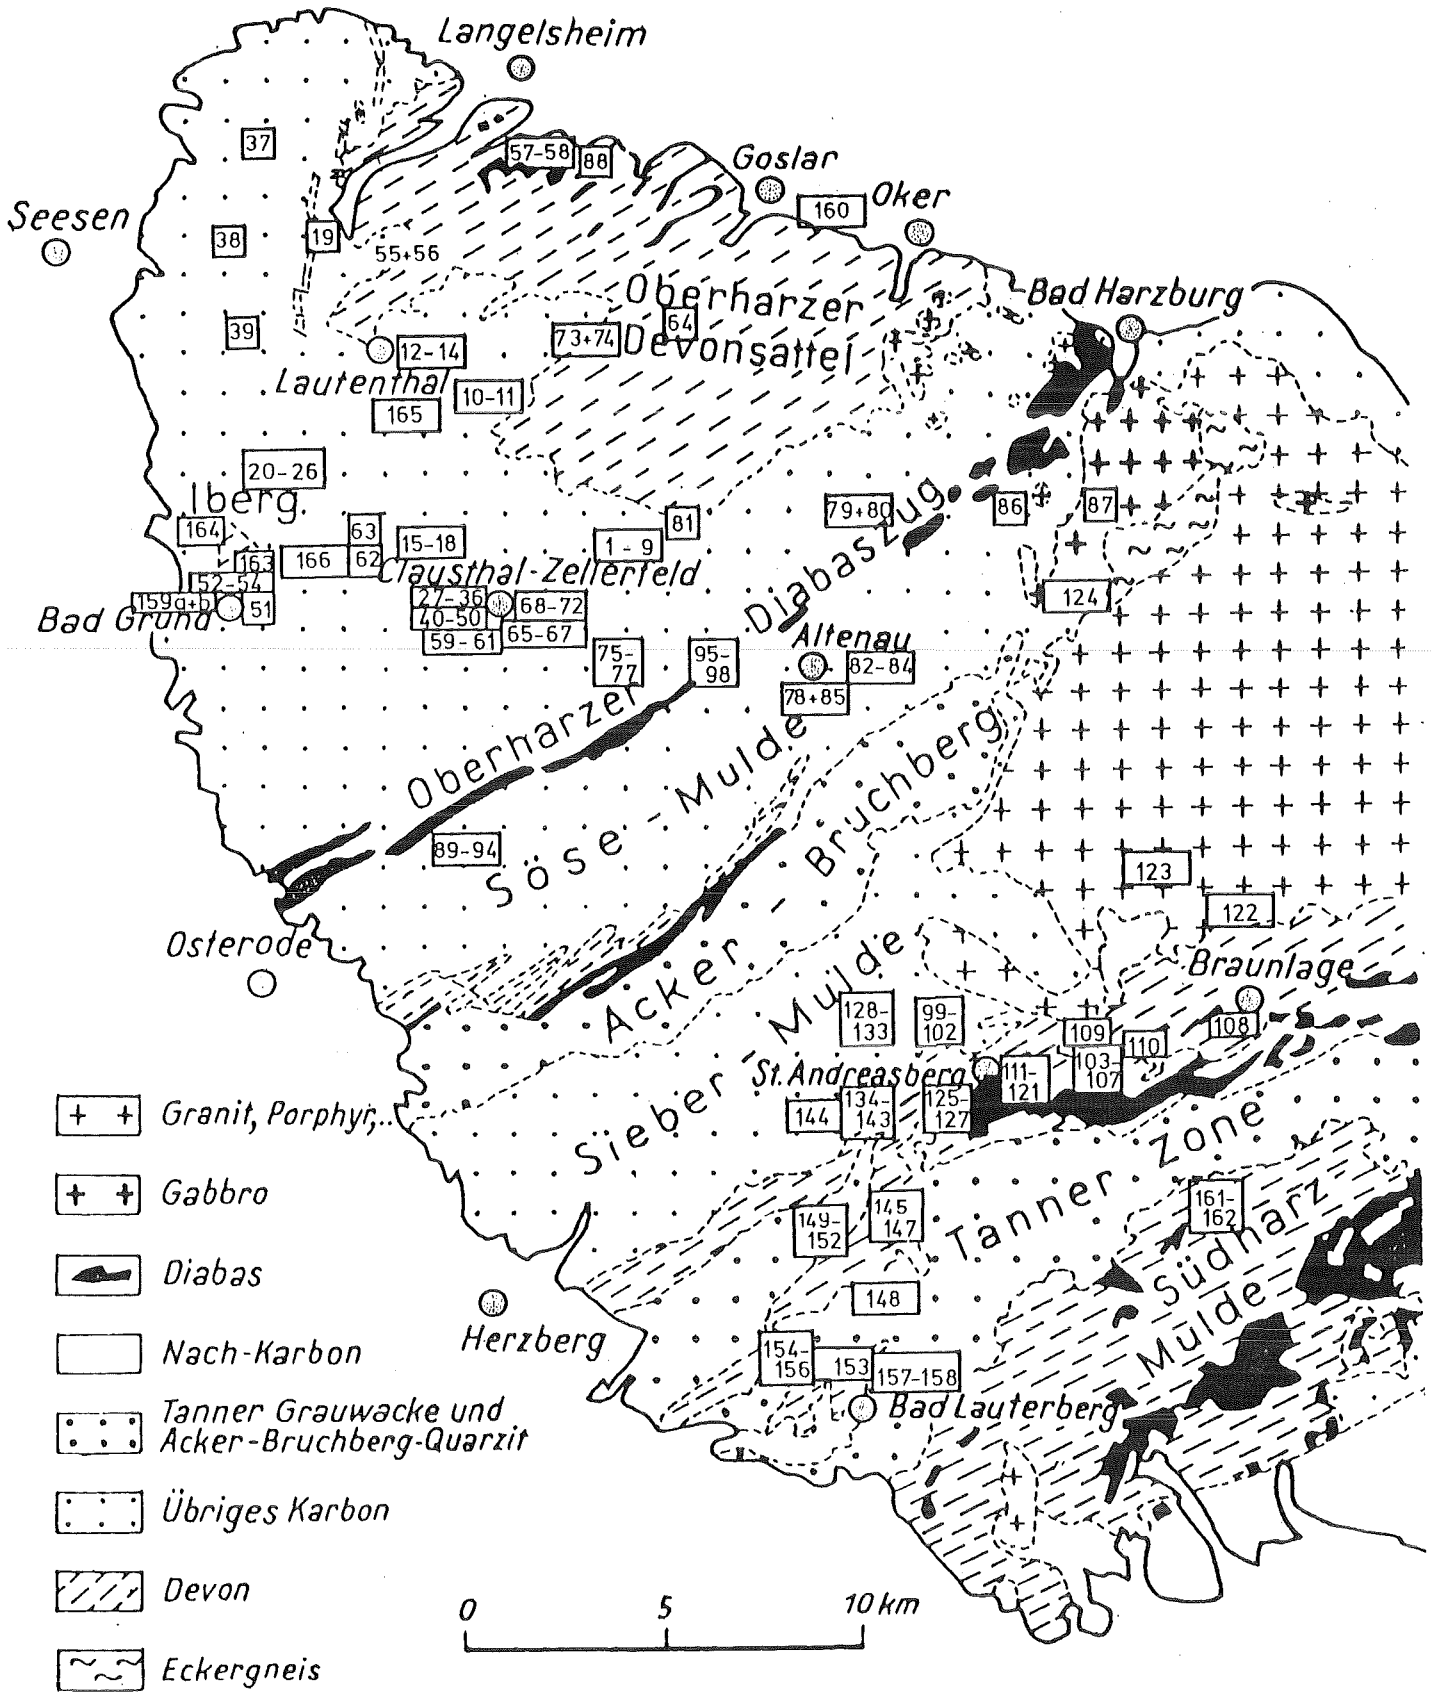 Langelsheim
37
57-58
88
Goslar
160
Oker
Seesen
38
19
55+56
Oberharzer
Devonsattel
64
Bad Harzburg
39
12-14
73+74
Lautenthal
10-11
165
20-26
Iberg
164
63
15-18
1-9
81
79+80
86
87
163
166
62
Clausthal-Zellerfeld
52-54
27-36
68-72
124
159a+b
51
40-50
Bad Grund
59-61
65-67
75-
77
95-
98
Altenau
82-84
78+85
Oberharzer
Diabaszug
89-94
Söse-Mulde
Acker
Bruchberg
123
122
Osterode
Braunlage
128-
133
99-
102
109
110
108
St. Andreasberg
111-
121
103-
107
144
134-
143
125-
127
Sieber Mulde
Tanner Zone
149-
152
145
147
161-
162
148
Südharz
Mulde
Herzberg
154-
156
153
157-158
Bad Lauterberg
Granit, Porphyr,..
Gabbro
Diabas
Nach-Karbon
Tanner Grauwacke und
Acker-Bruchberg-Quarzit
Übriges Karbon
Devon
Eckergneis
0 5 10 km